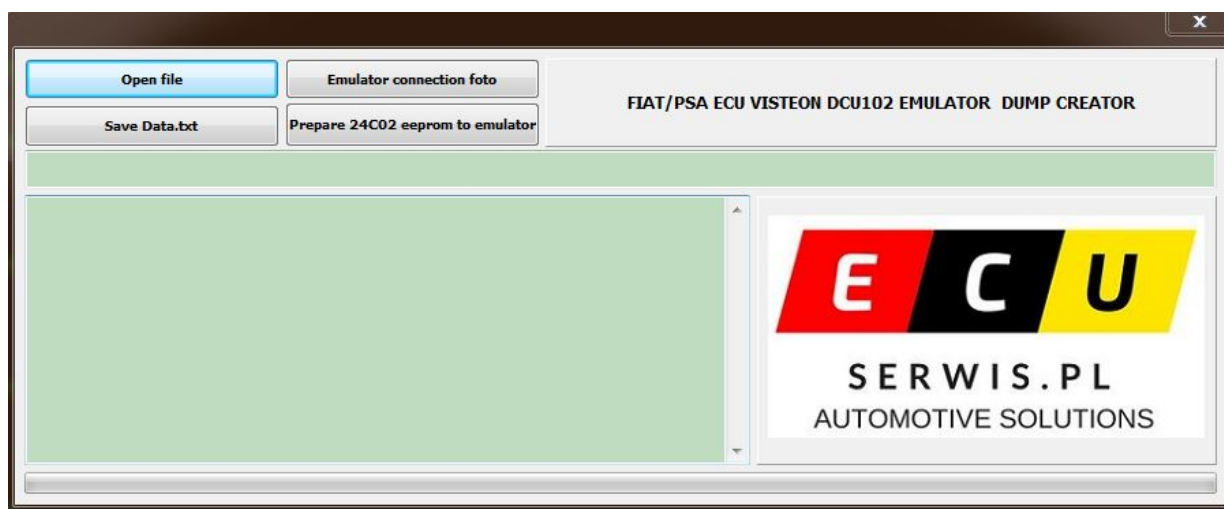 X
Open file
Emulator connection foto
FIAT/PSA ECU VISTEON DCU102 EMULATOR DUMP CREATOR
Save Data.txt
Prepare 24C02 eeprom to emulator
E C U
SERWIS.PL
AUTOMOTIVE SOLUTIONS